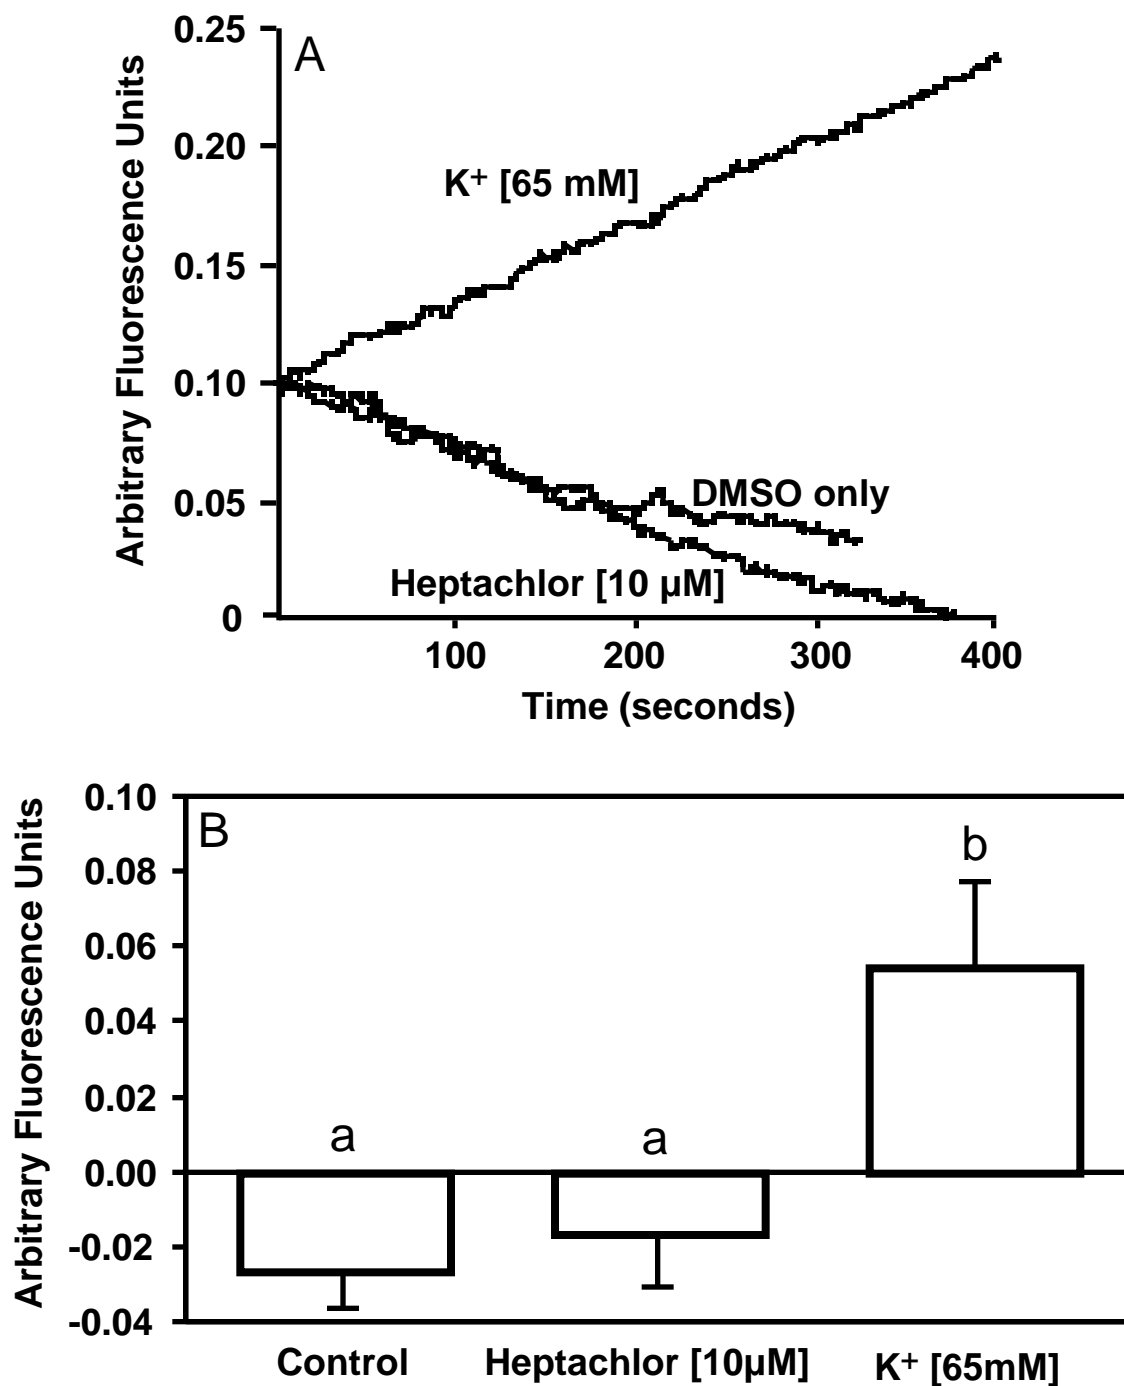 A
Arbitrary Fluorescence Units
0.25
0.20
0.15
0.10
0.05
0
K+ [65 mM]
DMSO only
Heptachlor [10 µM]
100 200 300 400
Time (seconds)
B
Arbitrary Fluorescence Units
0.10
0.08
0.06
0.04
0.02
0.00
-0.02
-0.04
a a b
Control Heptachlor [10µM] K+ [65mM]